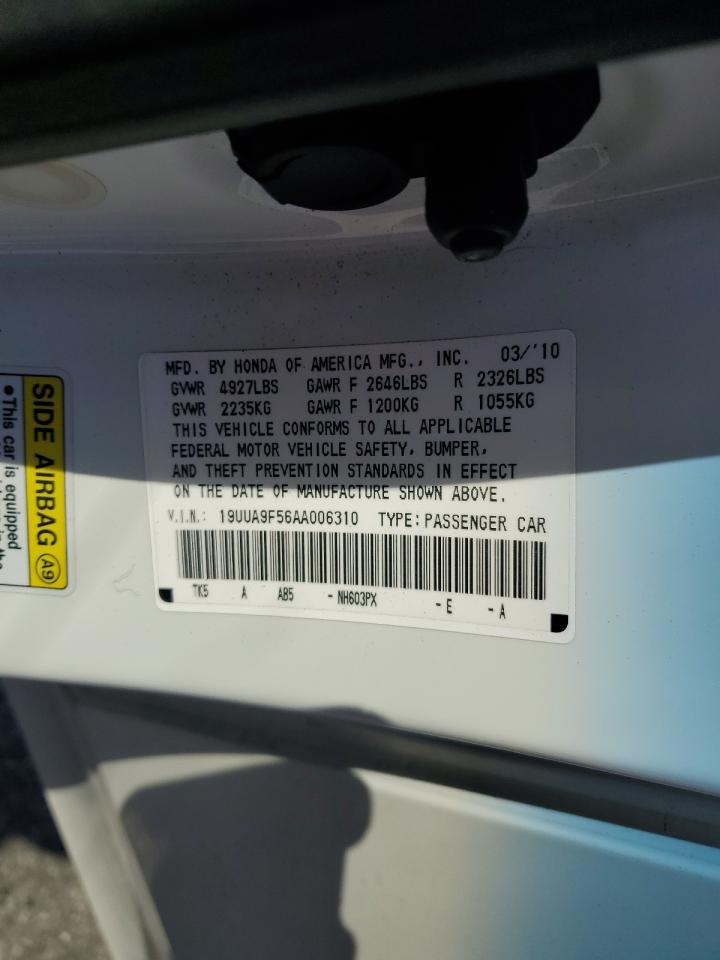 MFD. BY HONDA OF AMERICA MFG., INC. 03/'10
GVWR 4927LBS GAWR F 2646LBS R 2326LBS
GVWR 2235KG GAWR F 1200KG R 1055KG
THIS VEHICLE CONFORMS TO ALL APPLICABLE
FEDERAL MOTOR VEHICLE SAFETY, BUMPER,
AND THEFT PREVENTION STANDARDS IN EFFECT
ON THE DATE OF MANUFACTURE SHOWN ABOVE.
V.I.N.: 19UUA9F56AA006310 TYPE: PASSENGER CAR
TK5 A AB5 - NH603PX - E - A
SIDE AIRBAG A9
• This car is equipped